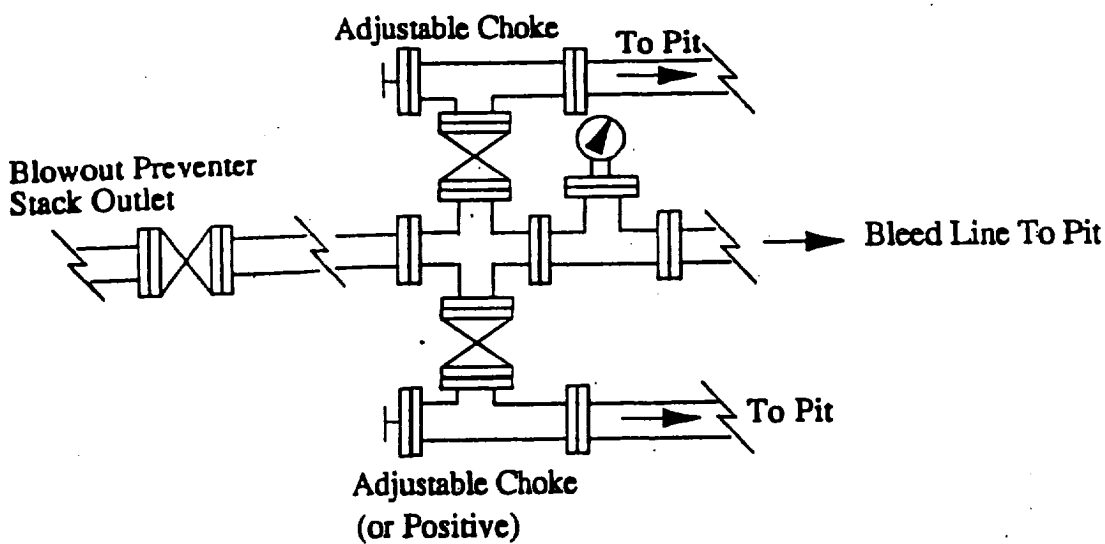 Adjustable Choke
To Pit
Blowout Preventer
Stack Outlet
Bleed Line To Pit
To Pit
Adjustable Choke
(or Positive)